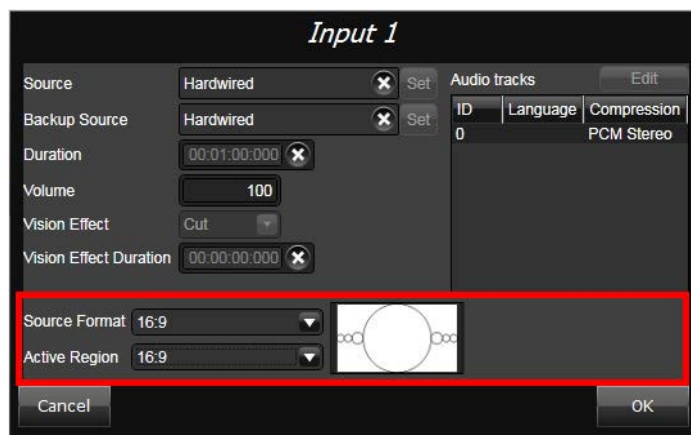 Input 1
Source Hardwired Set
Backup Source Hardwired Set
Duration 00:01:00:000
Volume 100
Vision Effect Cut
Vision Effect Duration 00:00:00:000
Audio tracks Edit
ID Language Compression
0 PCM Stereo
Source Format 16:9
Active Region 16:9
Cancel OK